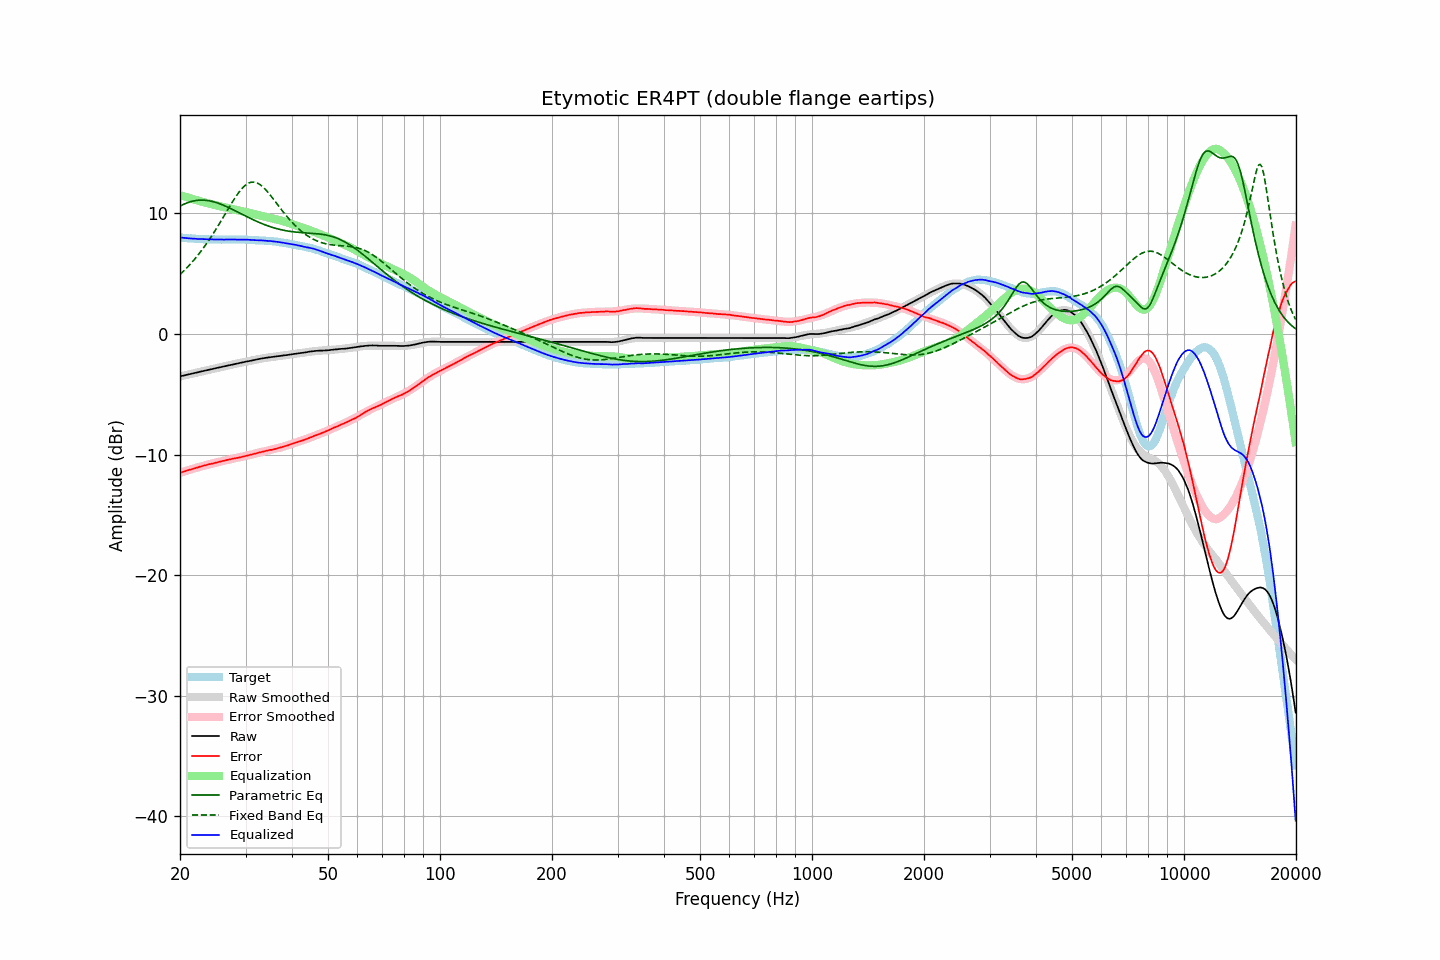 Etymotic ER4PT (double flange eartips)
Amplitude (dBr)
10
0
−10
−20
−30
−40
Target
Raw Smoothed
Error Smoothed
Raw
Error
Equalization
Parametric Eq
Fixed Band Eq
Equalized
20 50 100 200 500 1000 2000 5000 10000 20000
Frequency (Hz)